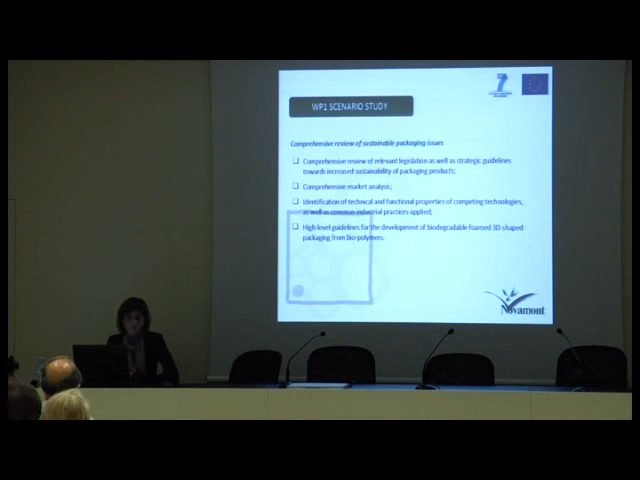 WP1 SCENARIO STUDY
Comprehensive review of sustainable packaging issues
❑ Comprehensive review of relevant legislation as well as strategic guidelines
towards increased sustainability of packaging products;
❑ Comprehensive market analysis;
❑ Identification of technical and functional properties of competing technologies,
as well as common industrial practices applied;
❑ High-level guidelines for the development of biodegradable foamed 3D-shaped
packaging from bio-polymers.
Novamont